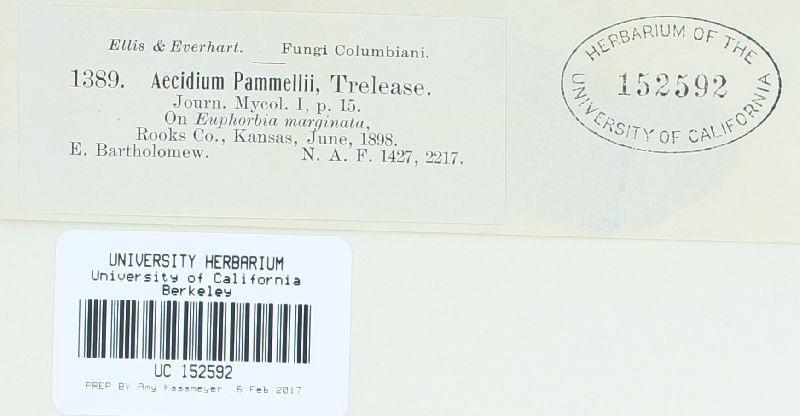 Ellis & Everhart. Fungi Columbiani.
1389. Aecidium Pammellii, Trelease.
Journ. Mycol. I, p. 15.
On Euphorbia marginata,
Rooks Co., Kansas, June, 1898.
E. Bartholomew. N. A. F. 1427, 2217.
HERBARIUM OF THE
152592
UNIVERSITY OF CALIFORNIA
UNIVERSITY HERBARIUM
University of California
Berkeley
UC 152592
PREP BY Amy Kasameyer, 6 Feb 2017